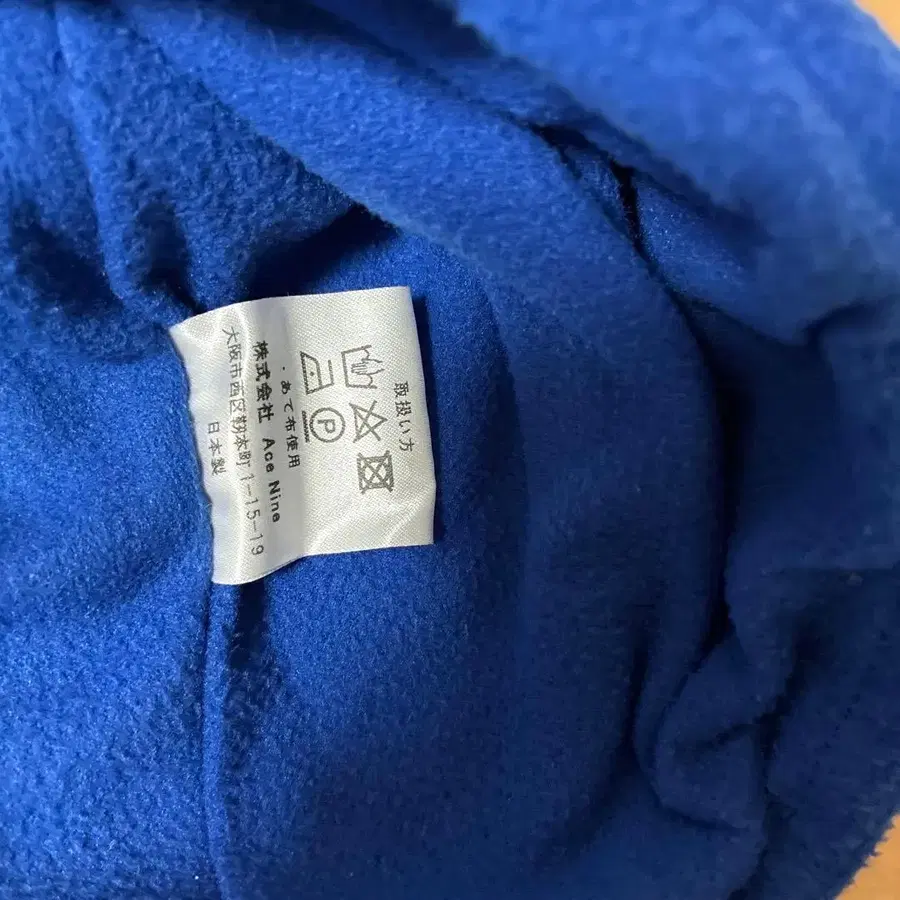 取扱い方
P
・あて布使用
株式会社 Ace Nine
大阪市西区靱本町1-15-19
日本製